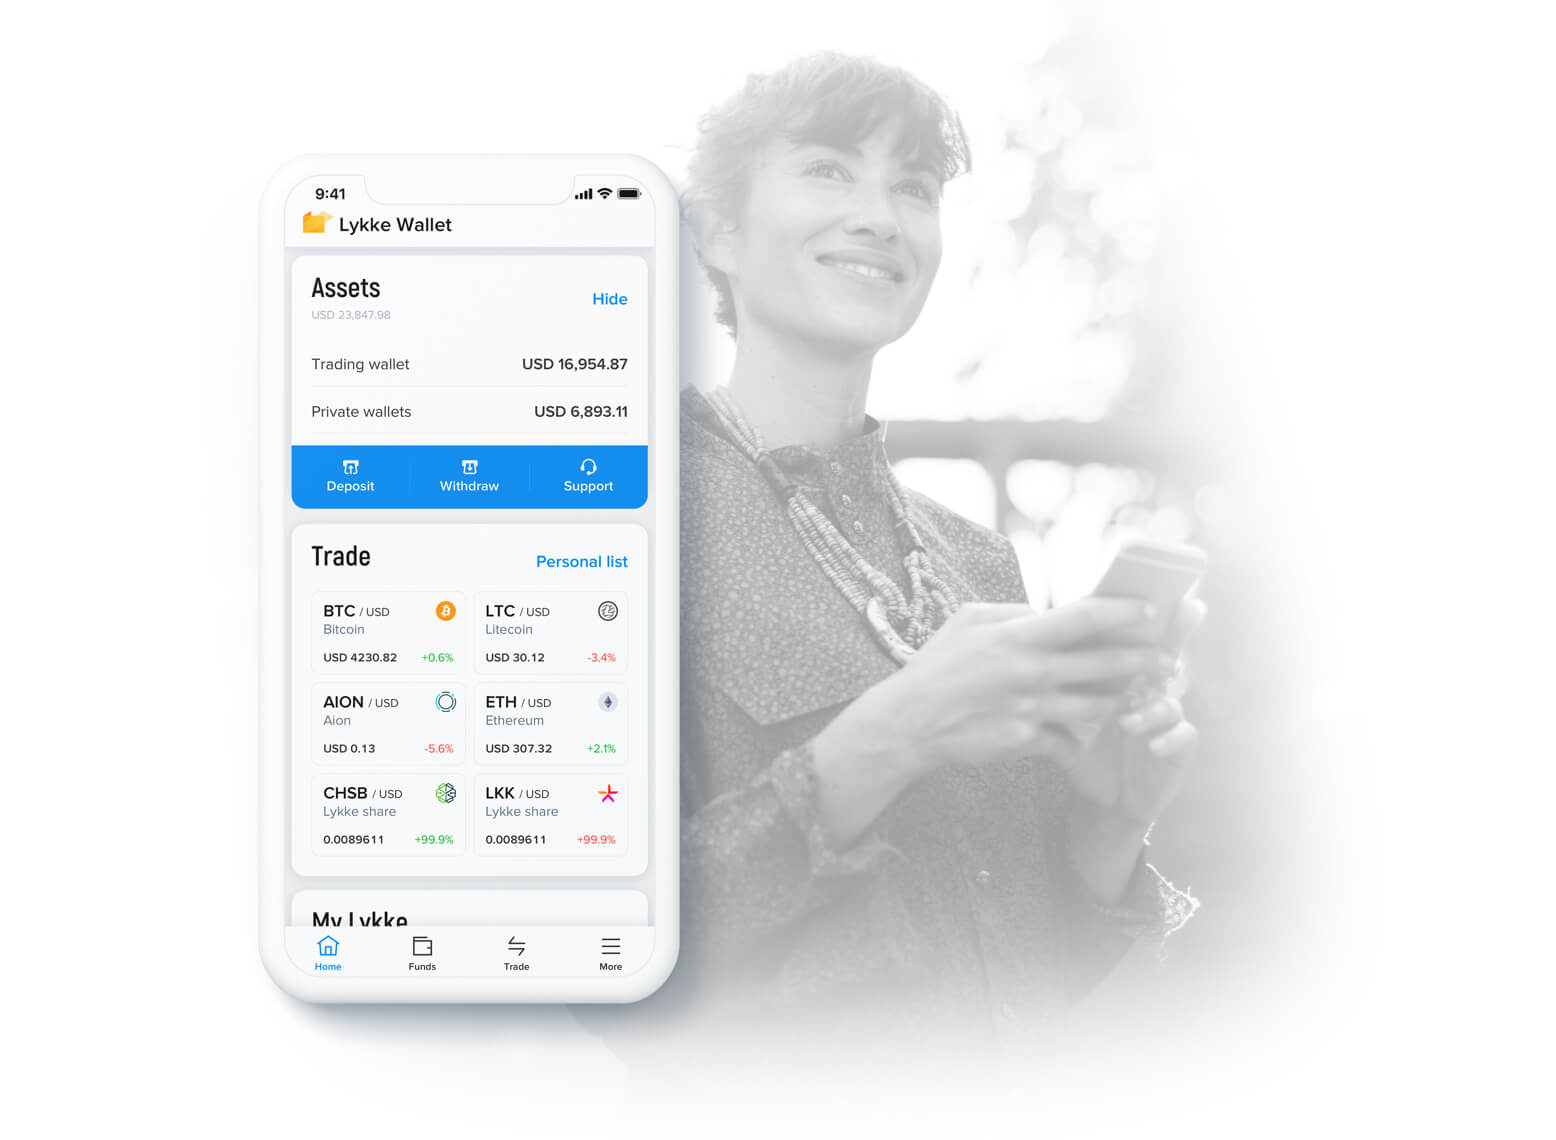 9:41
Lykke Wallet
Assets
Hide
USD 23,847.98
Trading wallet USD 16,954.87
Private wallets USD 6,893.11
Deposit Withdraw Support
Trade
Personal list
BTC / USD
Bitcoin
USD 4230.82 +0.6%
LTC / USD
Litecoin
USD 30.12 -3.4%
AION / USD
Aion
USD 0.13 -5.6%
ETH / USD
Ethereum
USD 307.32 +2.1%
CHSB / USD
Lykke share
0.0089611 +99.9%
LKK / USD
Lykke share
0.0089611 +99.9%
My Lykke
Home Funds Trade More